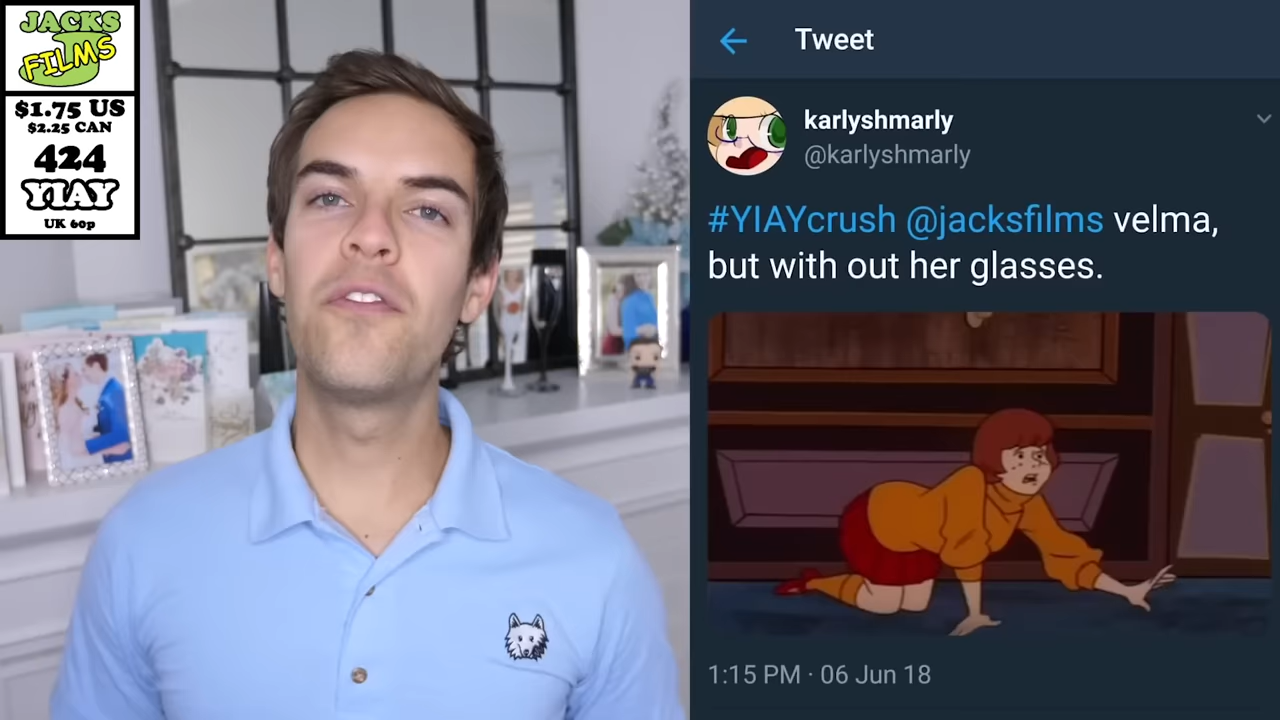 JACKS
FILMS
$1.75 US
$2.25 CAN
424
YIAY
UK 60p
Tweet
karlyshmarly
@karlyshmarly
#YIAYcrush @jacksfilms velma,
but with out her glasses.
1:15 PM · 06 Jun 18